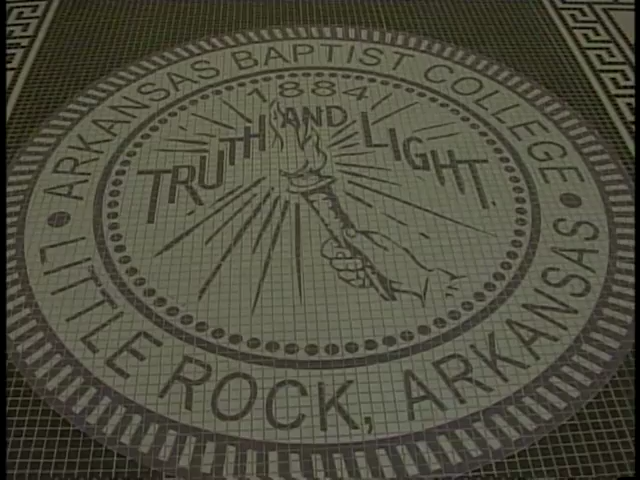 ARKANSAS BAPTIST COLLEGE
1884
TRUTH AND LIGHT
LITTLE ROCK, ARKANSAS